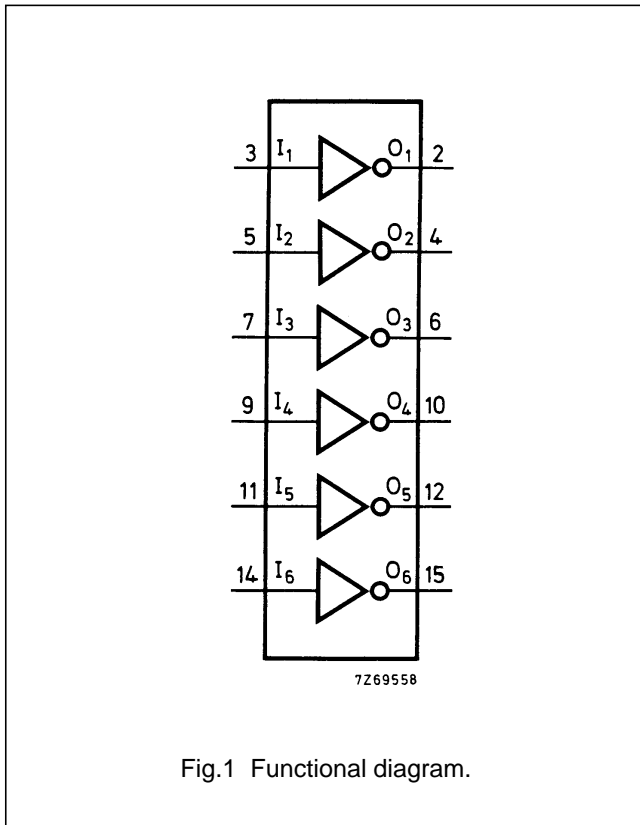 3 I₁ O₁ 2
5 I₂ O₂ 4
7 I₃ O₃ 6
9 I₄ O₄ 10
11 I₅ O₅ 12
14 I₆ O₆ 15
7Z69558
Fig.1 Functional diagram.